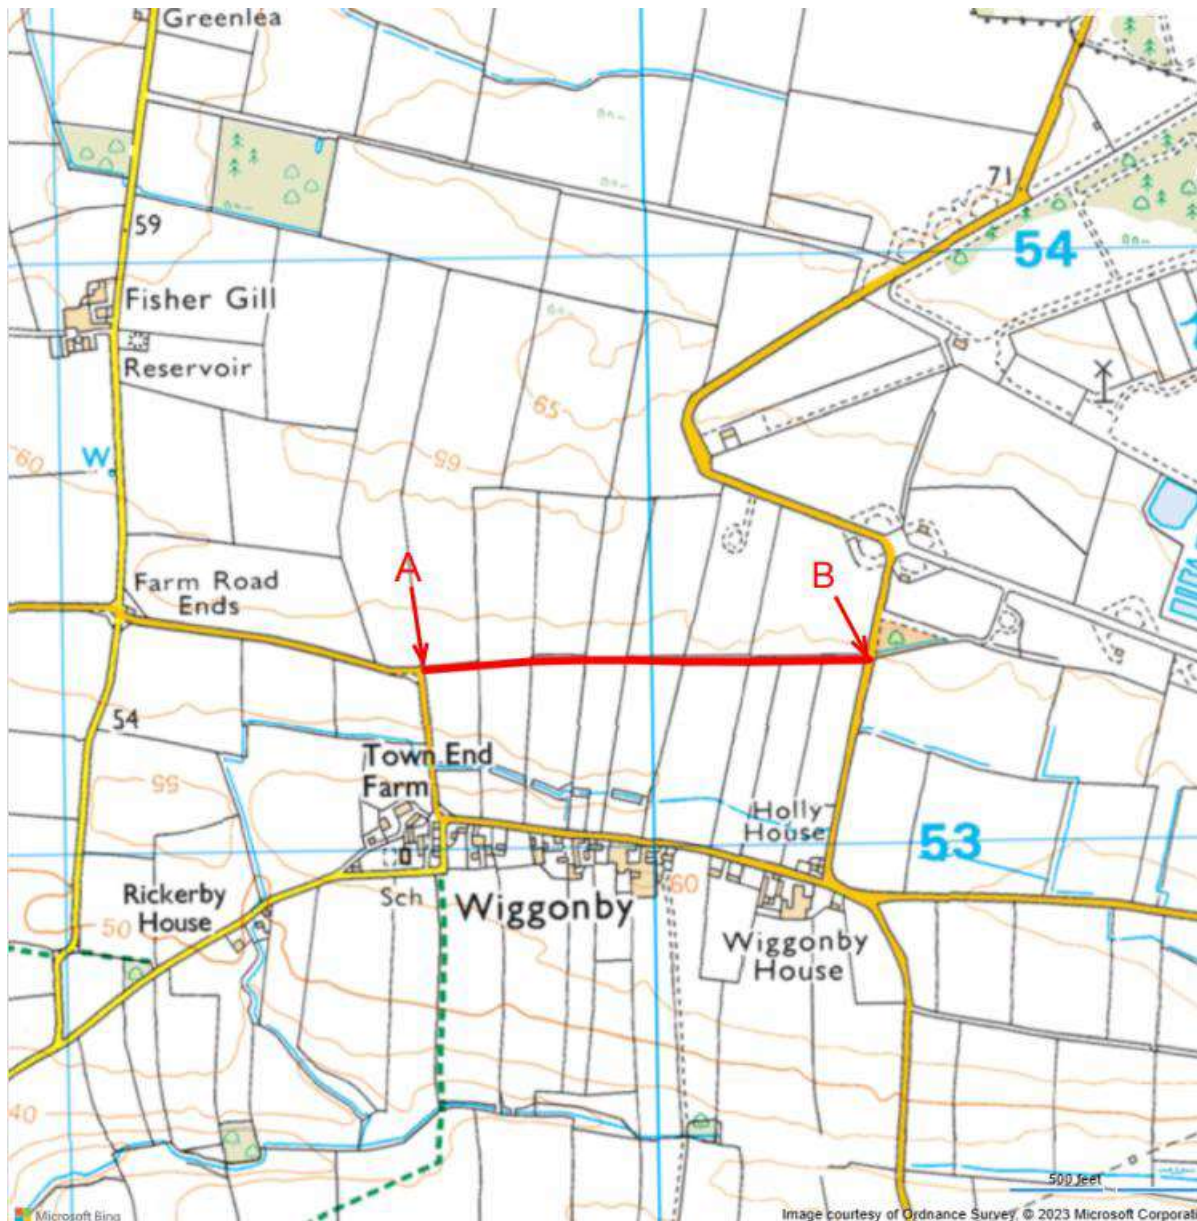 Greenlea
71
54
59
Fisher Gill
Reservoir
65
65
60
W
A
B
Farm Road
Ends
54
Town End
Farm
55
Holly
House
53
Sch
60
Rickerby
House
Wiggonby
50
Wiggonby
House
40
500 feet
Microsoft Bing
Image courtesy of Ordnance Survey, © 2023 Microsoft Corporati